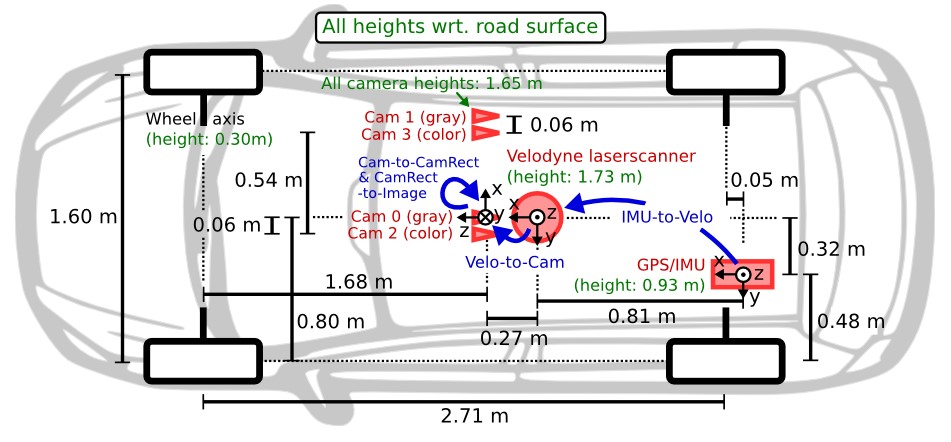 All heights wrt. road surface
All camera heights: 1.65 m
Wheel axis
(height: 0.30m)
Cam 1 (gray)
Cam 3 (color)
0.06 m
Cam-to-CamRect
& CamRect
-to-Image
Velodyne laserscanner
(height: 1.73 m)
0.54 m
0.05 m
1.60 m
x
x
0.06 m
Cam 0 (gray)
y
z
IMU-to-Velo
Cam 2 (color)
z
y
0.32 m
Velo-to-Cam
GPS/IMU
(height: 0.93 m)
x
z
y
1.68 m
0.80 m
0.27 m
0.81 m
0.48 m
2.71 m